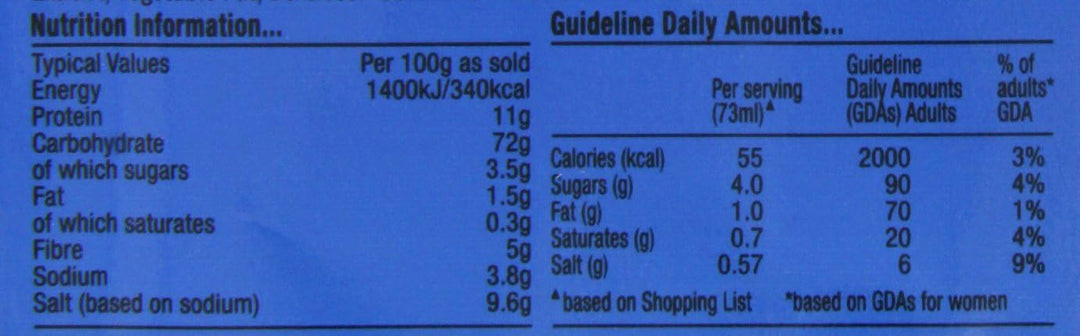 Nutrition Information...
Typical Values Per 100g as sold
Energy 1400kJ/340kcal
Protein 11g
Carbohydrate 72g
of which sugars 3.5g
Fat 1.5g
of which saturates 0.3g
Fibre 5g
Sodium 3.8g
Salt (based on sodium) 9.6g
Guideline Daily Amounts...
Per serving (73ml)▲ Guideline Daily Amounts (GDAs) Adults % of adults* GDA
Calories (kcal) 55 2000 3%
Sugars (g) 4.0 90 4%
Fat (g) 1.0 70 1%
Saturates (g) 0.7 20 4%
Salt (g) 0.57 6 9%
▲based on Shopping List *based on GDAs for women